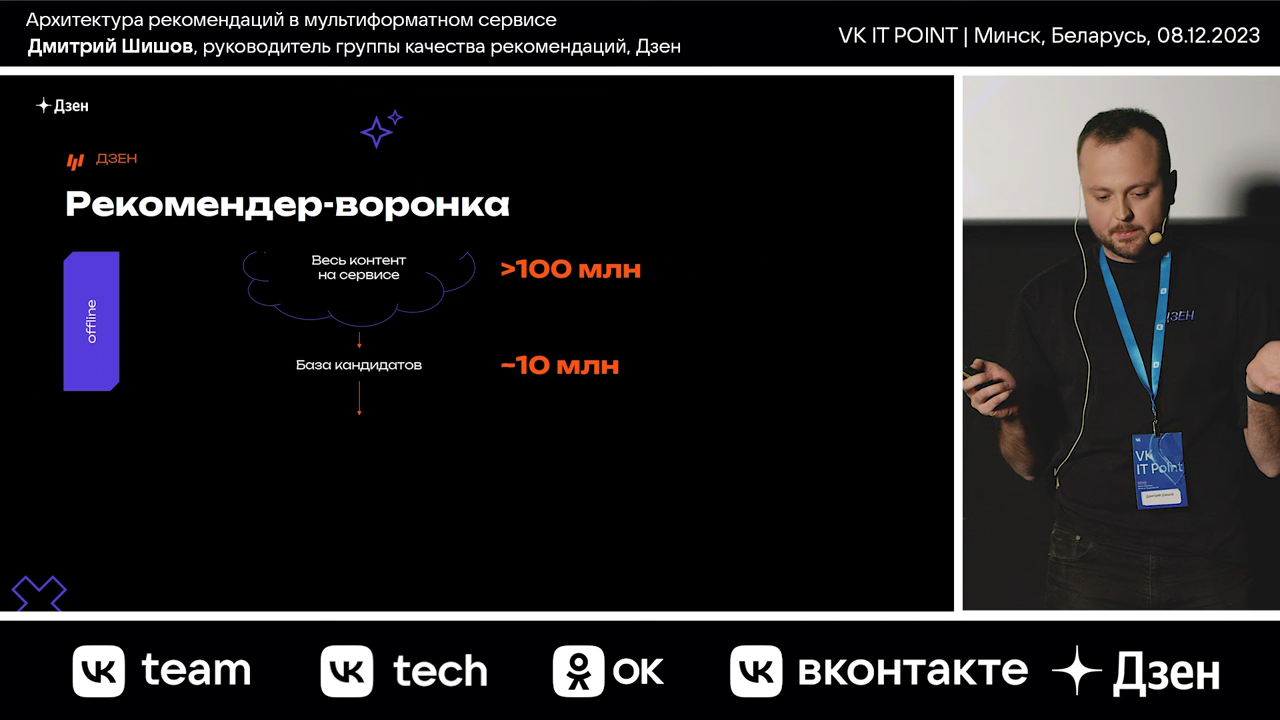 Архитектура рекомендаций в мультиформатном сервисе
Дмитрий Шишов, руководитель группы качества рекомендаций, Дзен
VK IT POINT | Минск, Беларусь, 08.12.2023
Дзен
ДЗЕН
Рекомендер-воронка
offline
Весь контент
на сервисе
>100 млн
База кандидатов
~10 млн
ДЗЕН
VK
IT Point
team
tech
ок
вконтакте
Дзен